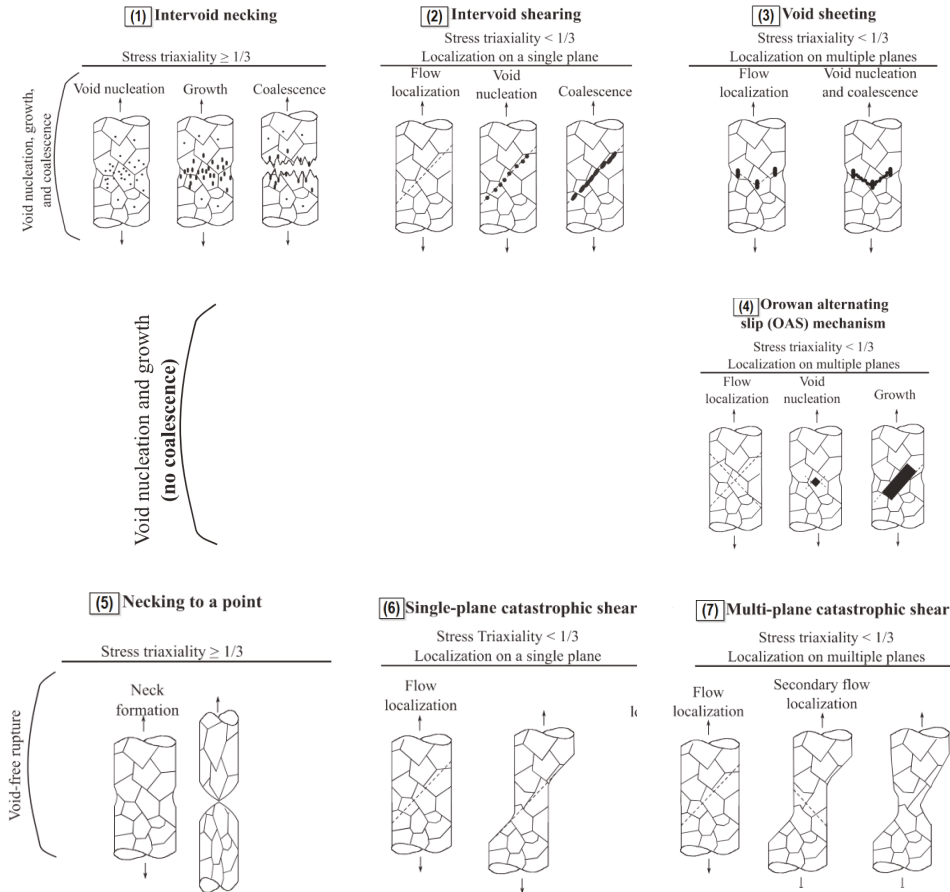 (1) Intervoid necking
Stress triaxiality ≥ 1/3
Void nucleation
Growth
Coalescence
Void nucleation, growth,
and coalescence
(2) Intervoid shearing
Stress triaxiality < 1/3
Localization on a single plane
Flow
localization
Void
nucleation
Coalescence
(3) Void sheeting
Stress triaxiality < 1/3
Localization on multiple planes
Flow
localization
Void nucleation
and coalescence
Void nucleation and growth
(no coalescence)
(4) Orowan alternating
slip (OAS) mechanism
Stress triaxiality < 1/3
Localization on multiple planes
Flow
localization
Void
nucleation
Growth
(5) Necking to a point
Stress triaxiality ≥ 1/3
Neck
formation
Void-free rupture
(6) Single-plane catastrophic shear
Stress Triaxiality < 1/3
Localization on a single plane
Flow
localization
(7) Multi-plane catastrophic shear
Stress triaxiality < 1/3
Localization on muiltiple planes
Flow
localization
Secondary flow
localization